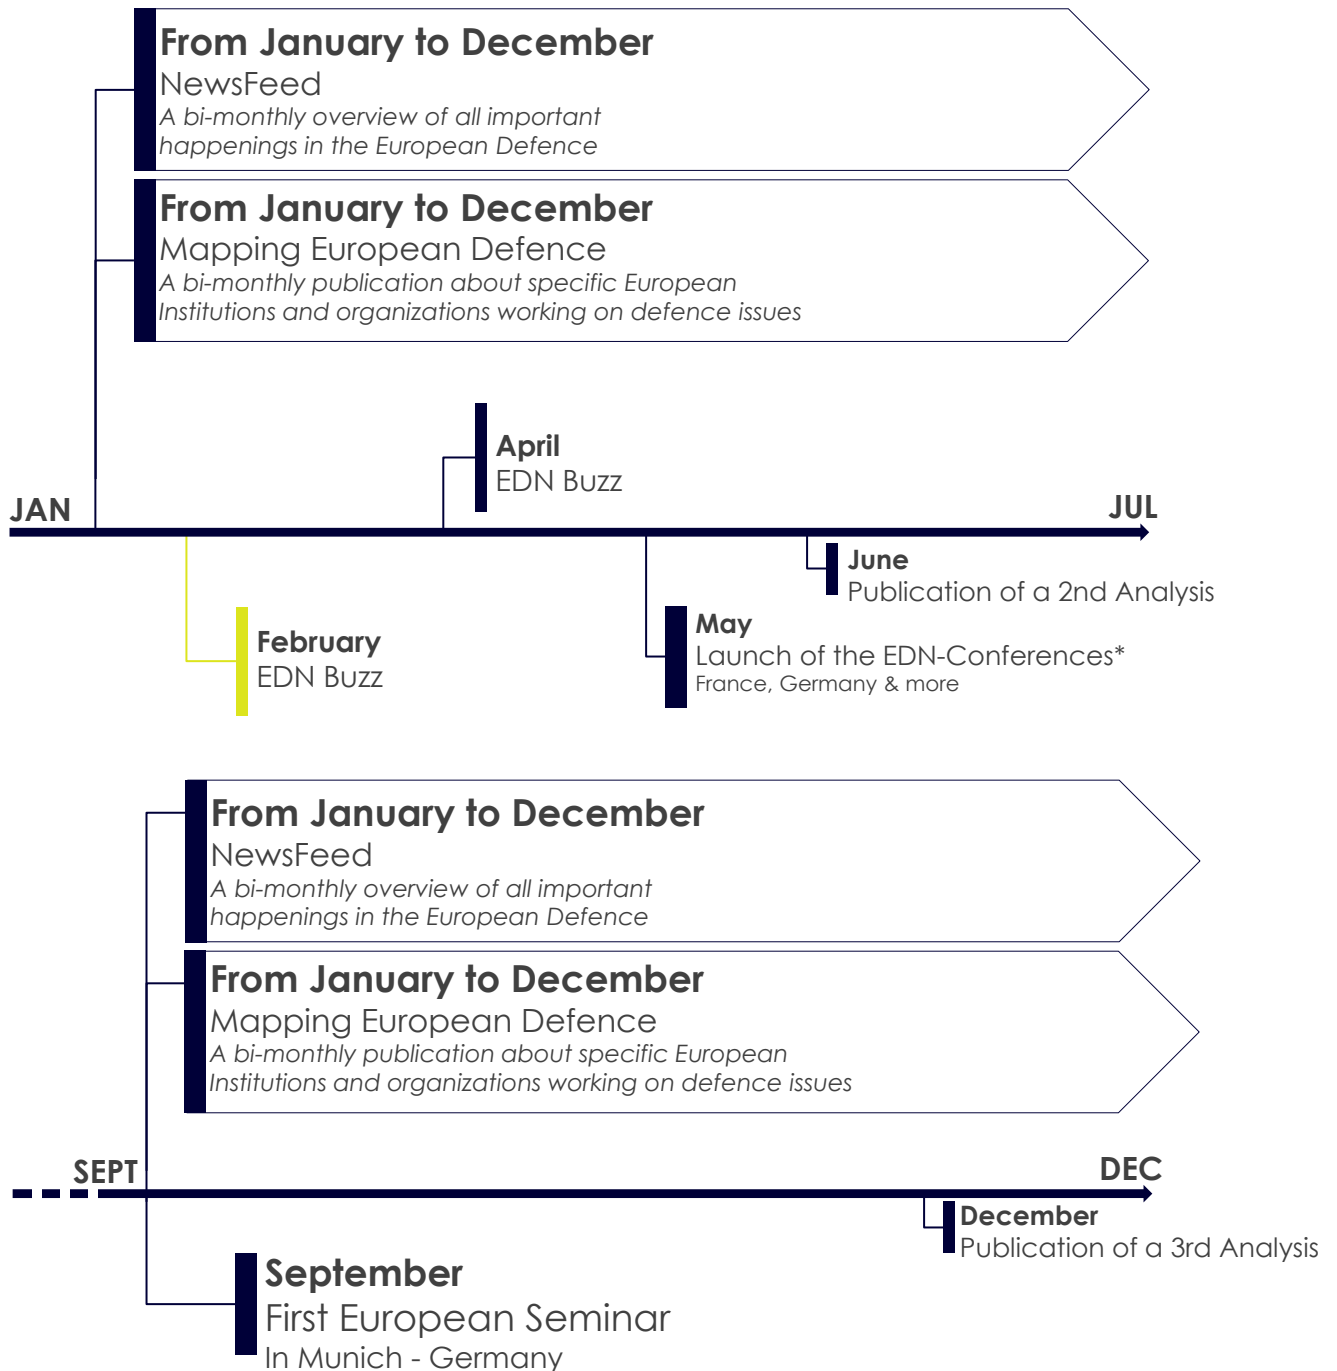 From January to December
NewsFeed
A bi-monthly overview of all important
happenings in the European Defence
From January to December
Mapping European Defence
A bi-monthly publication about specific European
Institutions and organizations working on defence issues
April
EDN Buzz
JAN
JUL
June
Publication of a 2nd Analysis
February
EDN Buzz
May
Launch of the EDN-Conferences*
France, Germany & more
From January to December
NewsFeed
A bi-monthly overview of all important
happenings in the European Defence
From January to December
Mapping European Defence
A bi-monthly publication about specific European
Institutions and organizations working on defence issues
SEPT
DEC
December
Publication of a 3rd Analysis
September
First European Seminar
In Munich - Germany